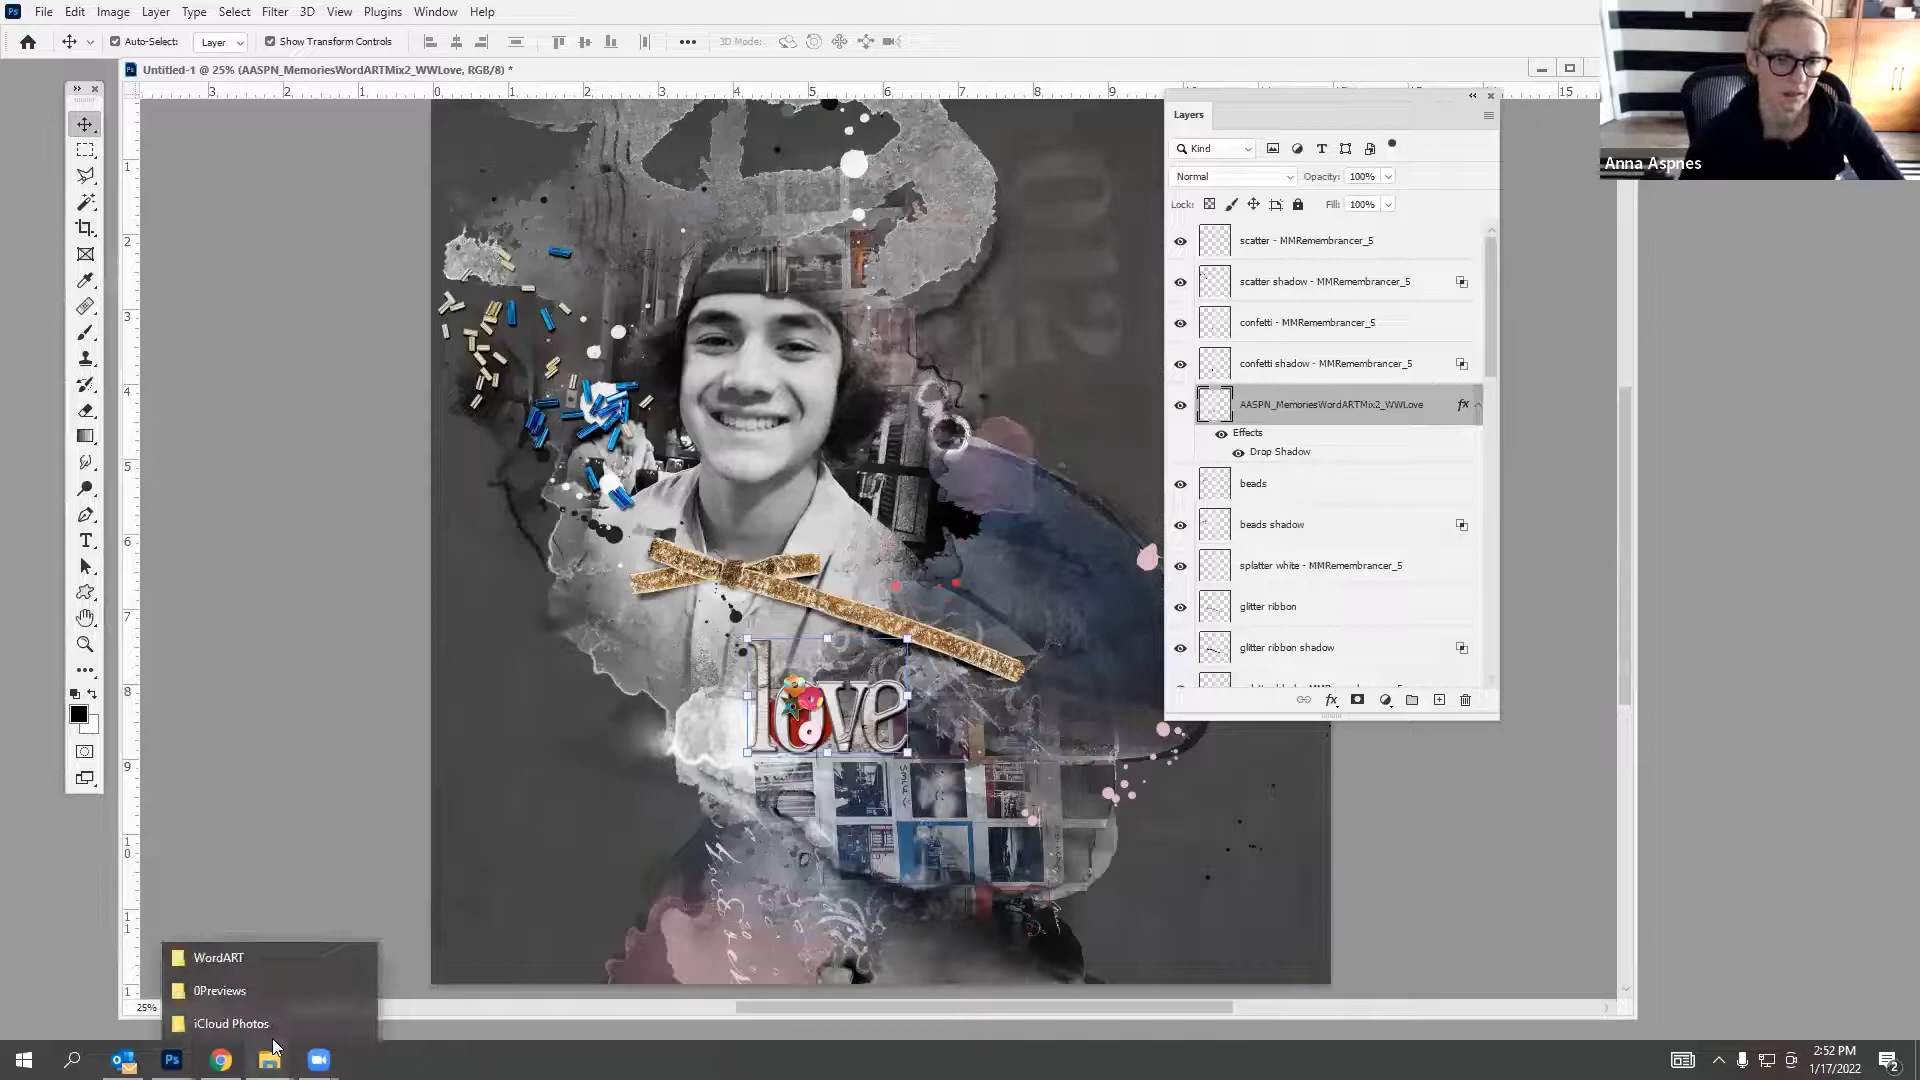 File Edit Image Layer Type Select Filter 3D View Plugins Window Help
Auto-Select: Layer Show Transform Controls 3D Mode:
Untitled-1 @ 25% (AASPN_MemoriesWordARTMix2_WWLove, RGB/8) *
Anna Aspnes
Layers
Kind
Normal Opacity: 100%
Lock: Fill: 100%
scatter - MMRemembrancer_5
scatter shadow - MMRemembrancer_5
confetti - MMRemembrancer_5
confetti shadow - MMRemembrancer_5
AASPN_MemoriesWordARTMix2_WWLove fx
Effects
Drop Shadow
beads
beads shadow
splatter white - MMRemembrancer_5
glitter ribbon
glitter ribbon shadow
love
WordART
0Previews
iCloud Photos
25%
2:52 PM
1/17/2022